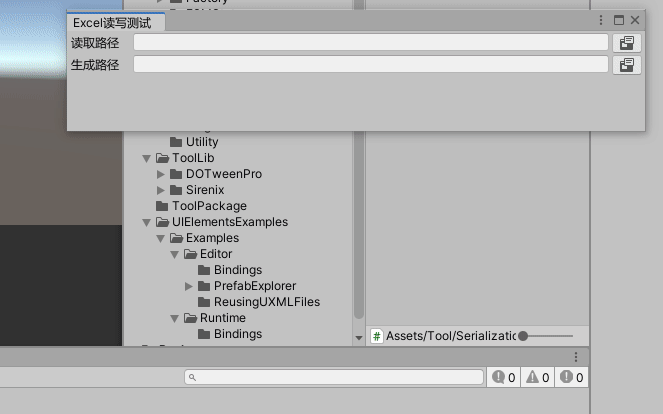 Factory
Excel读写测试
读取路径
生成路径
Utility
ToolLib
DOTweenPro
Sirenix
ToolPackage
UIElementsExamples
Examples
Editor
Bindings
PrefabExplorer
ReusingUXMLFiles
Runtime
Bindings
# Assets/Tool/Serializatic
0 0 0